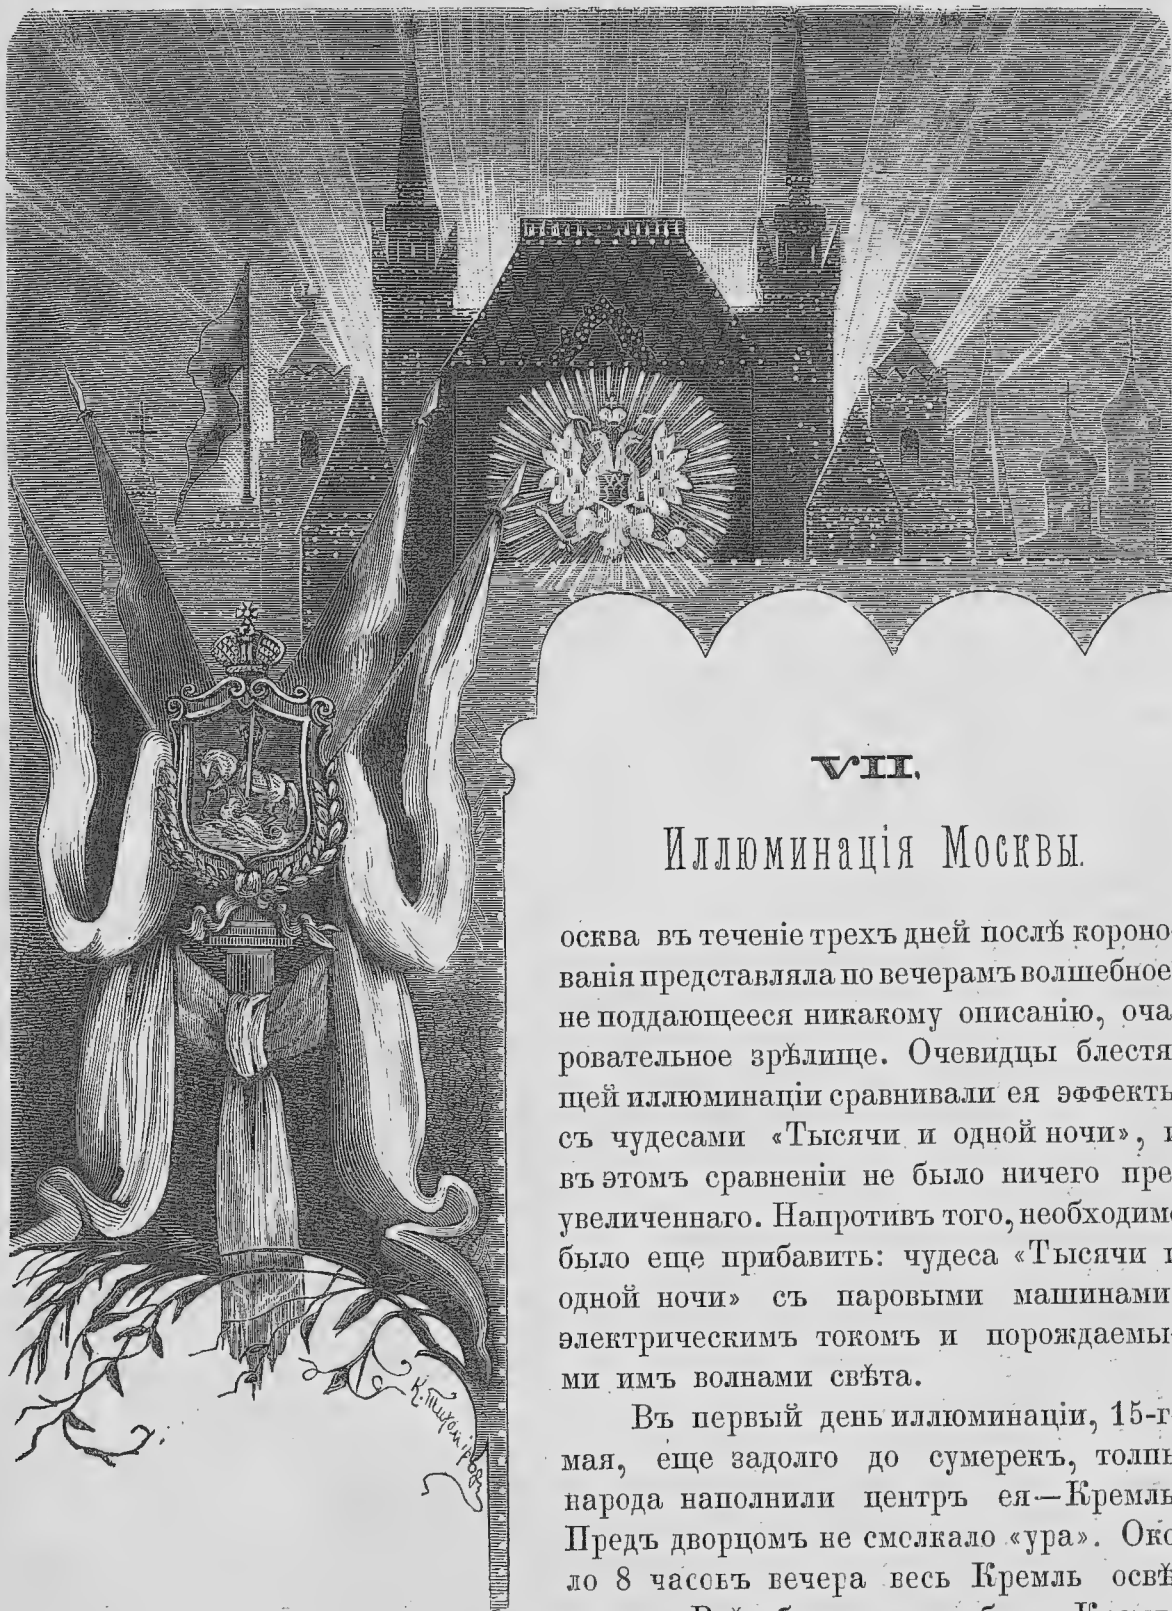 VII.
Иллюминація Москвы.
осква въ теченіе трехъ дней послѣ короно-
ванія представляла по вечерамъ волшебное
не поддающееся никакому описанію, оча-
ровательное зрѣлище. Очевидцы блестя-
щей иллюминаціи сравнивали ея эффекты
съ чудесами «Тысячи и одной ночи», и
въ этомъ сравненіи не было ничего пре-
увеличеннаго. Напротивъ того, необходимо
было еще прибавить: чудеса «Тысячи и
одной ночи» съ паровыми машинами
электрическимъ токомъ и порождаемы-
ми имъ волнами свѣта.
Въ первый день иллюминаціи, 15-г
мая, еще задолго до сумерекъ, толпы
народа наполнили центръ ея—Кремль
Предъ дворцомъ не смолкало «ура». Око
ло 8 часовъ вечера весь Кремль освѣ
К. Тихоміровъ